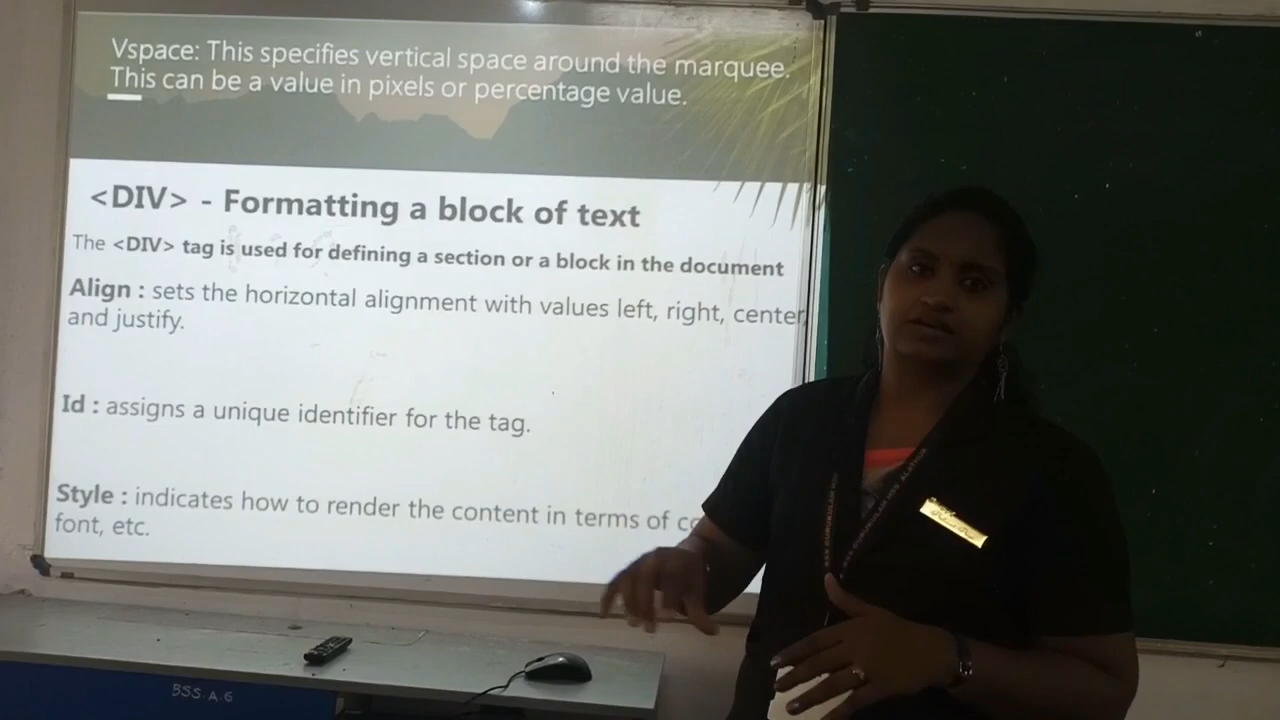 Vspace: This specifies vertical space around the marquee.
This can be a value in pixels or percentage value.
<DIV> - Formatting a block of text
The <DIV> tag is used for defining a section or a block in the document
Align : sets the horizontal alignment with values left, right, center,
and justify.
Id : assigns a unique identifier for the tag.
Style : indicates how to render the content in terms of
font, etc.
GURUKULAM HSS ALATHUR
BSS.A.6